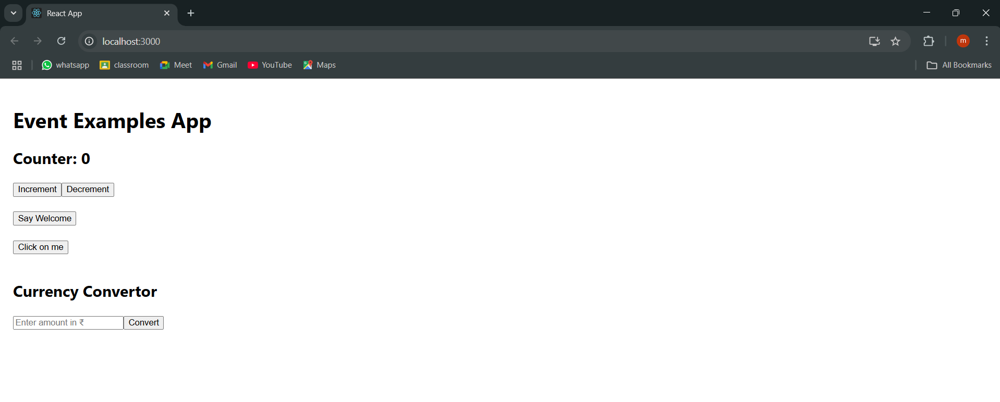 React App
localhost:3000
m
whatsapp classroom Meet Gmail YouTube Maps All Bookmarks
Event Examples App
Counter: 0
Increment Decrement
Say Welcome
Click on me
Currency Convertor
Enter amount in ₹ Convert